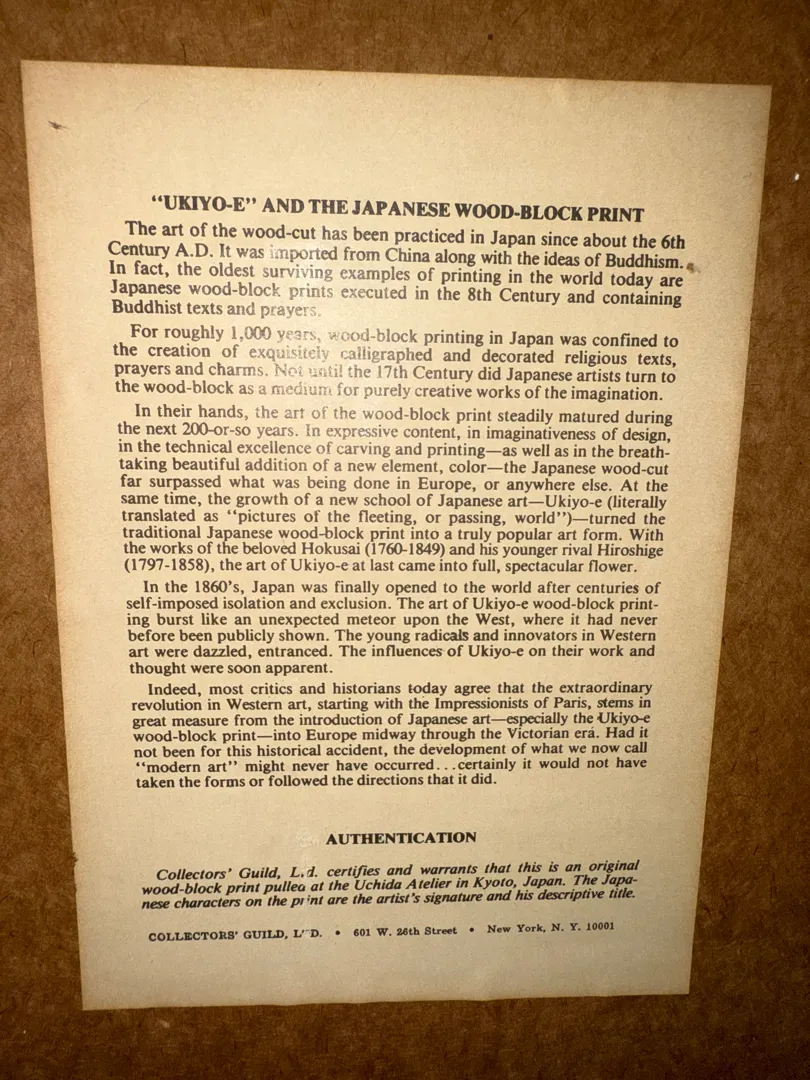 "UKIYO-E" AND THE JAPANESE WOOD-BLOCK PRINT
The art of the wood-cut has been practiced in Japan since about the 6th
Century A.D. It was imported from China along with the ideas of Buddhism.
In fact, the oldest surviving examples of printing in the world today are
Japanese wood-block prints executed in the 8th Century and containing
Buddhist texts and prayers.
For roughly 1,000 years, wood-block printing in Japan was confined to
the creation of exquisitely calligraphed and decorated religious texts,
prayers and charms. Not until the 17th Century did Japanese artists turn to
the wood-block as a medium for purely creative works of the imagination.
In their hands, the art of the wood-block print steadily matured during
the next 200-or-so years. In expressive content, in imaginativeness of design,
in the technical excellence of carving and printing—as well as in the breath-
taking beautiful addition of a new element, color—the Japanese wood-cut
far surpassed what was being done in Europe, or anywhere else. At the
same time, the growth of a new school of Japanese art—Ukiyo-e (literally
translated as "pictures of the fleeting, or passing, world")—turned the
traditional Japanese wood-block print into a truly popular art form. With
the works of the beloved Hokusai (1760-1849) and his younger rival Hiroshige
(1797-1858), the art of Ukiyo-e at last came into full, spectacular flower.
In the 1860's, Japan was finally opened to the world after centuries of
self-imposed isolation and exclusion. The art of Ukiyo-e wood-block print-
ing burst like an unexpected meteor upon the West, where it had never
before been publicly shown. The young radicals and innovators in Western
art were dazzled, entranced. The influences of Ukiyo-e on their work and
thought were soon apparent.
Indeed, most critics and historians today agree that the extraordinary
revolution in Western art, starting with the Impressionists of Paris, stems in
great measure from the introduction of Japanese art—especially the Ukiyo-e
wood-block print—into Europe midway through the Victorian era. Had it
not been for this historical accident, the development of what we now call
"modern art" might never have occurred...certainly it would not have
taken the forms or followed the directions that it did.
AUTHENTICATION
Collectors' Guild, Ltd. certifies and warrants that this is an original
wood-block print pulled at the Uchida Atelier in Kyoto, Japan. The Japa-
nese characters on the print are the artist's signature and his descriptive title.
COLLECTORS' GUILD, LTD. • 601 W. 26th Street • New York, N. Y. 10001